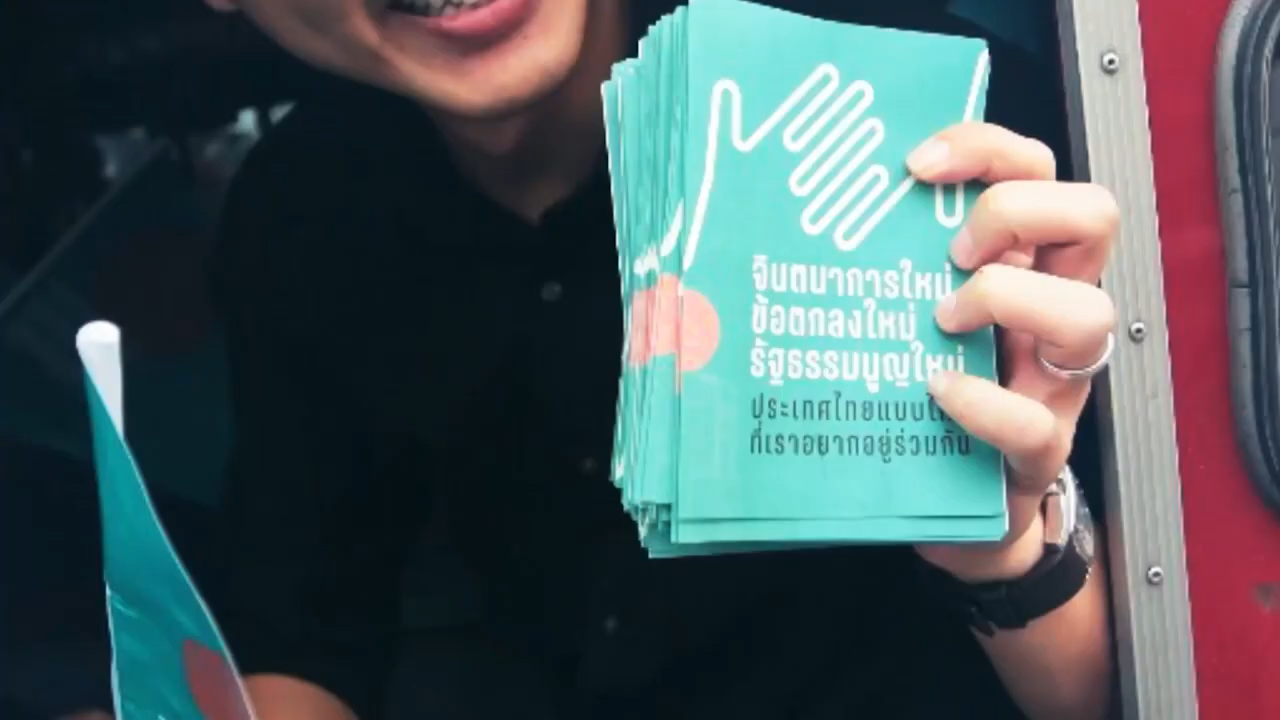 จินตนาการใหม่
ข้อตกลงใหม่
รัฐธรรมนูญใหม่
ประเทศไทยแบบ
ที่เราอยากอยู่ร่วมกัน